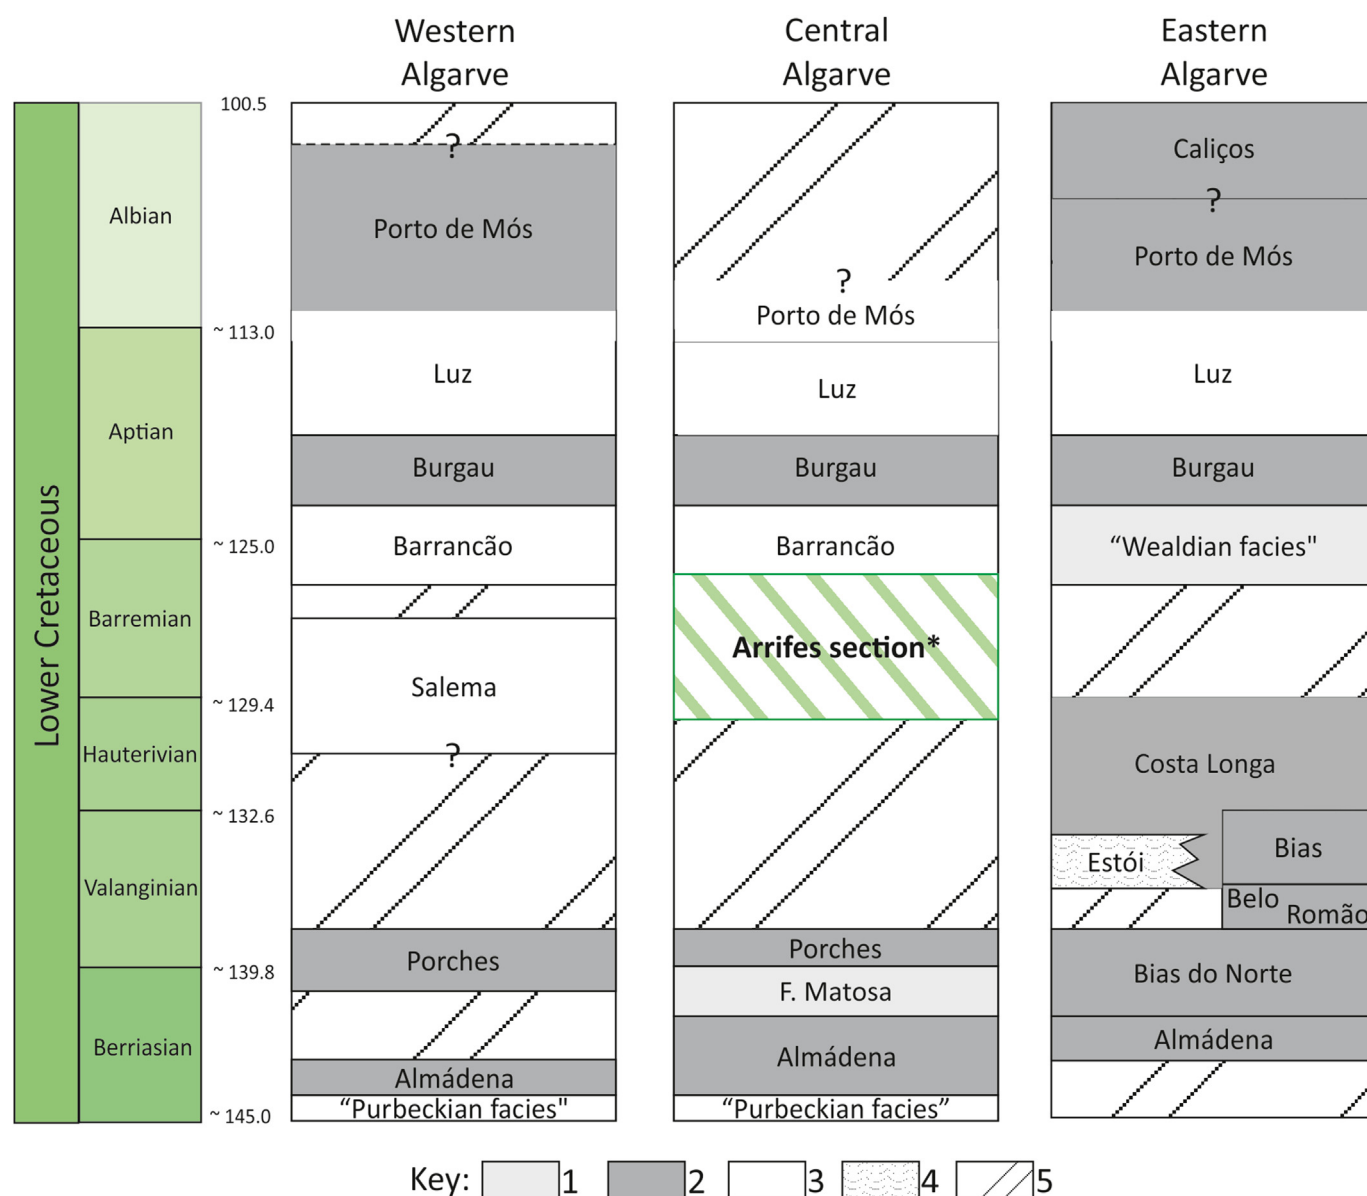 Western
Algarve
Central
Algarve
Eastern
Algarve
Lower Cretaceous
Albian
Aptian
Barremian
Hauterivian
Valanginian
Berriasian
100.5
~ 113.0
~ 125.0
~ 129.4
~ 132.6
~ 139.8
~ 145.0
?
Porto de Mós
Luz
Burgau
Barrancão
Salema
?
Porches
Almádena
“Purbeckian facies"
?
Porto de Mós
Luz
Burgau
Barrancão
Arrifes section*
Porches
F. Matosa
Almádena
“Purbeckian facies”
Caliços
?
Porto de Mós
Luz
Burgau
“Wealdian facies"
Costa Longa
Estói
Bias
Belo
Romão
Bias do Norte
Almádena
Key: 1 2 3 4 5